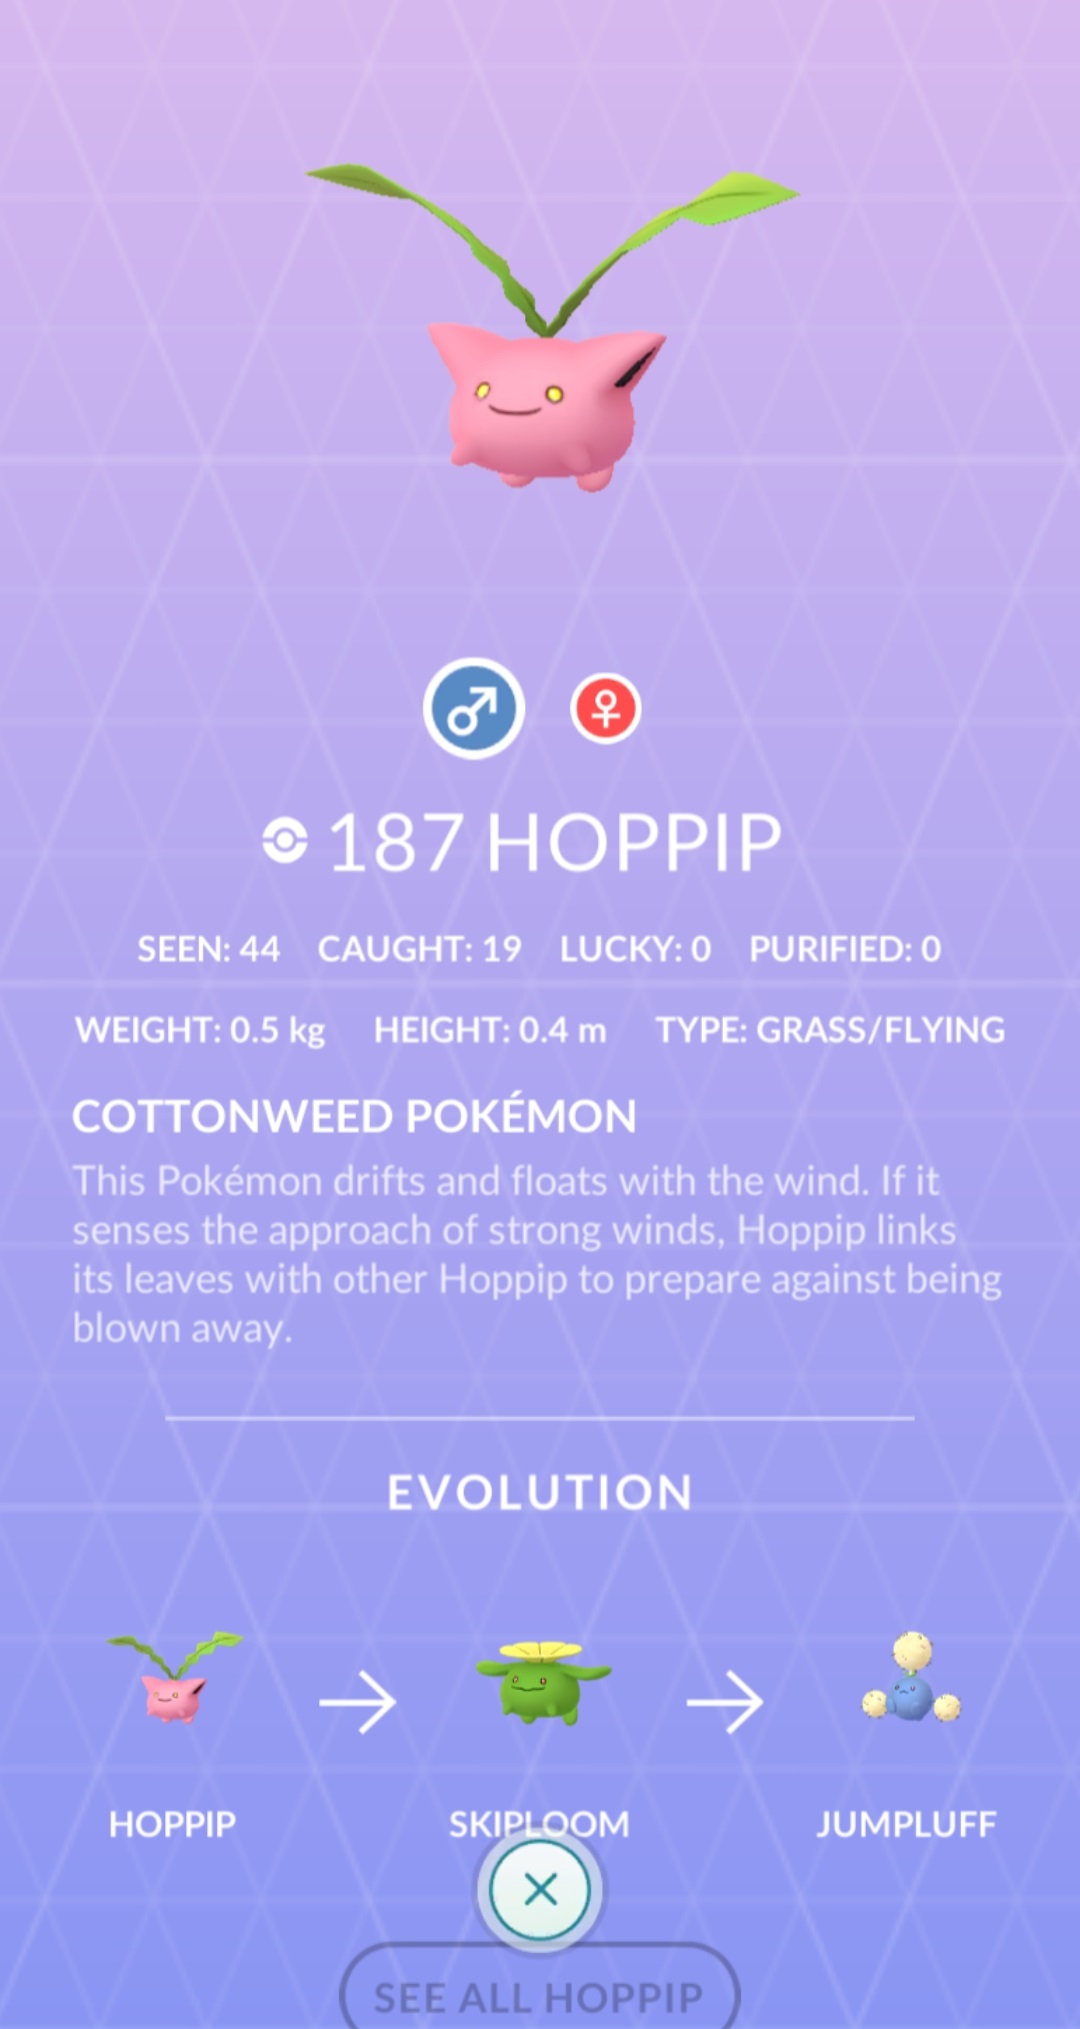 187 HOPPIP
SEEN: 44 CAUGHT: 19 LUCKY: 0 PURIFIED: 0
WEIGHT: 0.5 kg HEIGHT: 0.4 m TYPE: GRASS/FLYING
COTTONWEED POKÉMON
This Pokémon drifts and floats with the wind. If it
senses the approach of strong winds, Hoppip links
its leaves with other Hoppip to prepare against being
blown away.
EVOLUTION
HOPPIP SKIPLOOM JUMPLUFF
SEE ALL HOPPIP